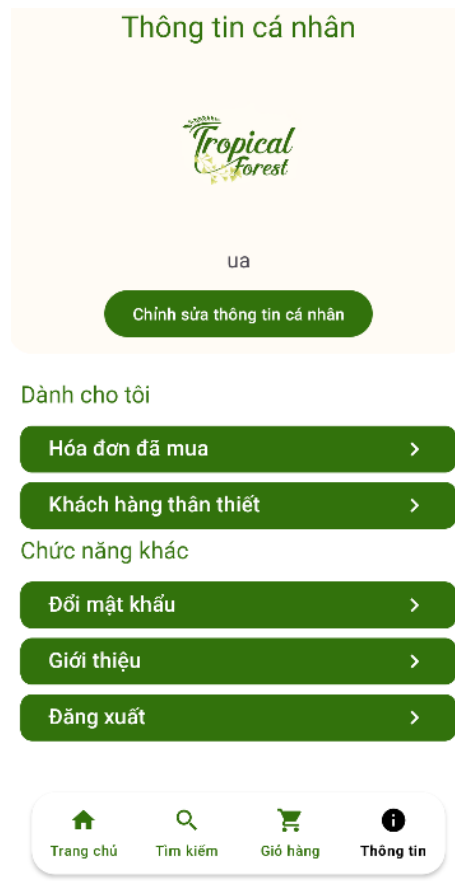 Thông tin cá nhân
Tropical
Forest
ua
Chỉnh sửa thông tin cá nhân
Dành cho tôi
Hóa đơn đã mua
Khách hàng thân thiết
Chức năng khác
Đổi mật khẩu
Giới thiệu
Đăng xuất
Trang chủ Tìm kiếm Giỏ hàng Thông tin